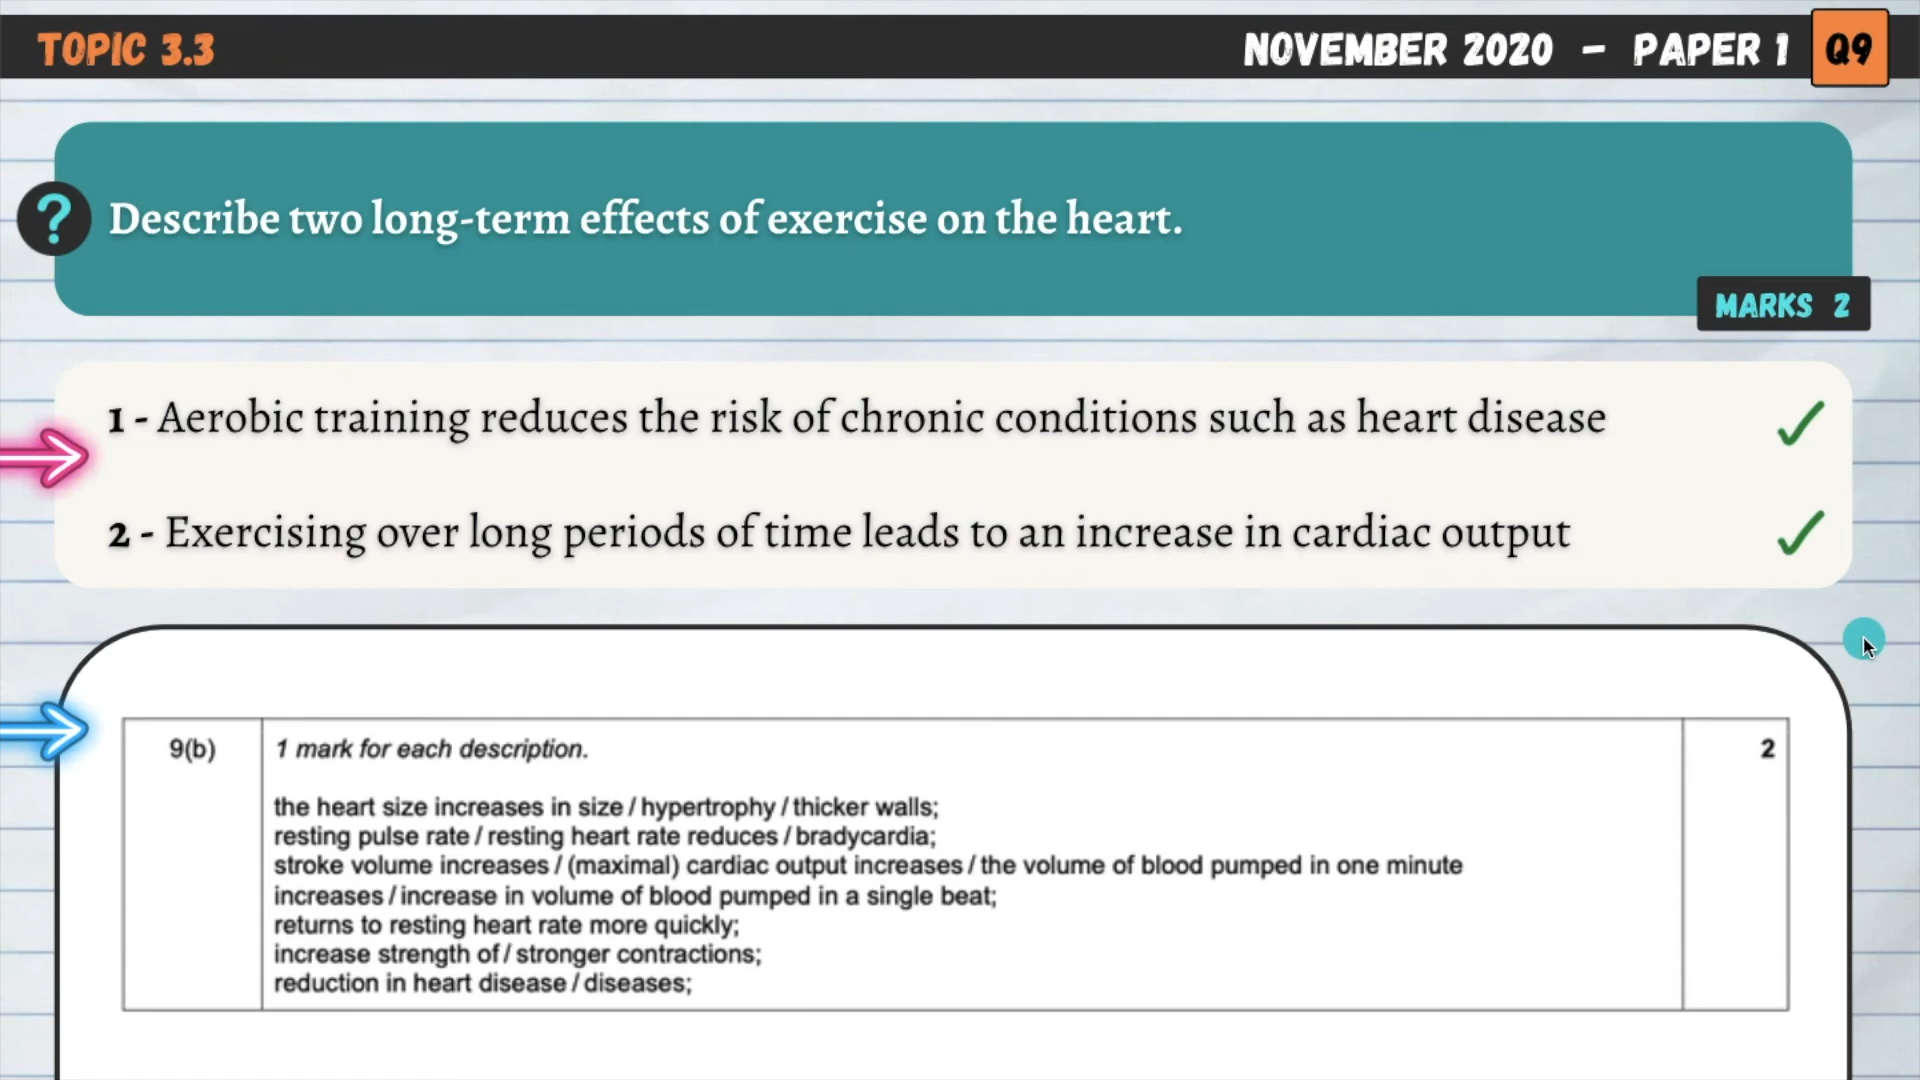 TOPIC 3.3
NOVEMBER 2020 - PAPER 1 Q9
?
Describe two long-term effects of exercise on the heart.
MARKS 2
1 - Aerobic training reduces the risk of chronic conditions such as heart disease
2 - Exercising over long periods of time leads to an increase in cardiac output
9(b) 1 mark for each description. 2
the heart size increases in size / hypertrophy / thicker walls;
resting pulse rate / resting heart rate reduces / bradycardia;
stroke volume increases / (maximal) cardiac output increases / the volume of blood pumped in one minute
increases / increase in volume of blood pumped in a single beat;
returns to resting heart rate more quickly;
increase strength of / stronger contractions;
reduction in heart disease / diseases;